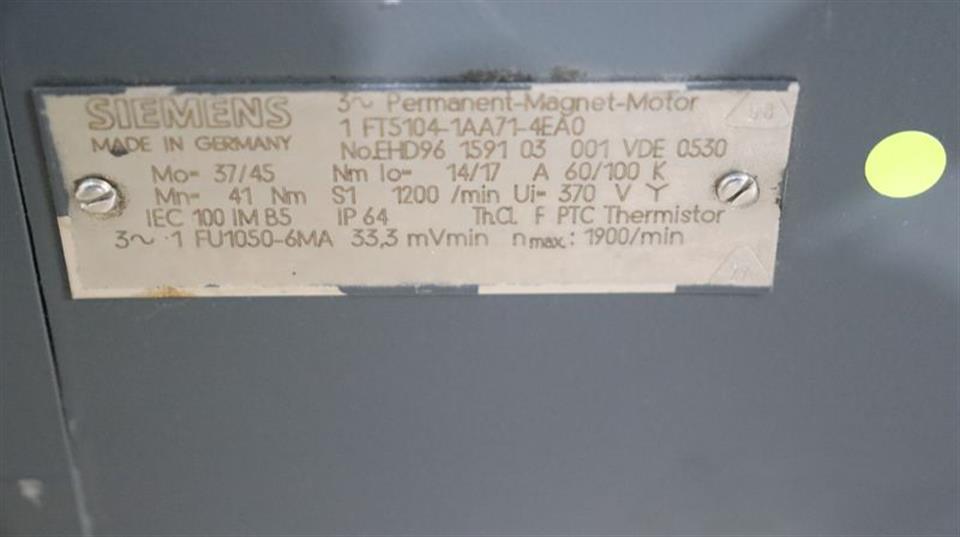 SIEMENS
MADE IN GERMANY
3~ Permanent-Magnet-Motor
1 FT5104-1AA71-4EA0
No.EHD96 1591 03 001 VDE 0530
Mo= 37/45 Nm Io= 14/17 A 60/100 K
Mn= 41 Nm S1 1200 /min Ui= 370 V Y
IEC 100 IM B5 IP 64 Th.Cl. F PTC Thermistor
3~ 1 FU1050-6MA 33,3 mVmin nmax.: 1900/min